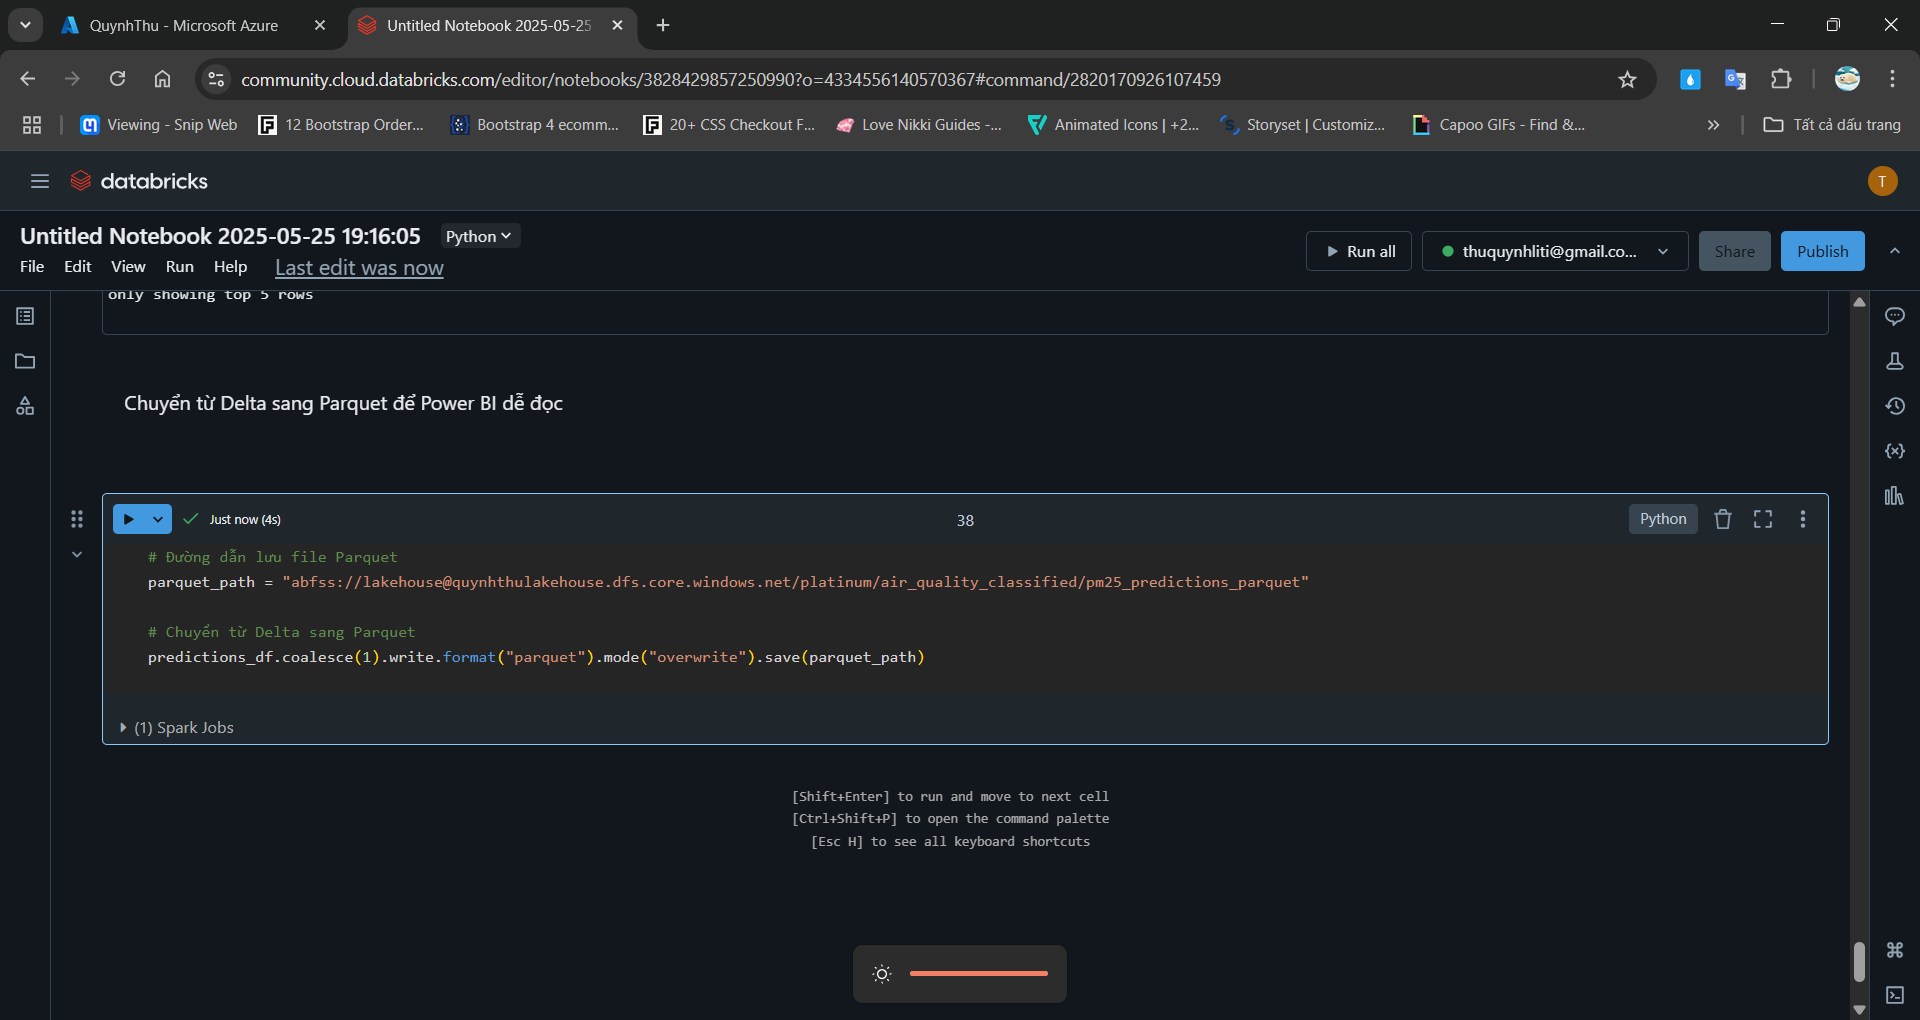 QuynhThu - Microsoft Azure
Untitled Notebook 2025-05-25
community.cloud.databricks.com/editor/notebooks/3828429857250990?o=4334556140570367#command/2820170926107459
Viewing - Snip Web
12 Bootstrap Order...
Bootstrap 4 ecomm...
20+ CSS Checkout F...
Love Nikki Guides -...
Animated Icons | +2...
Storyset | Customiz...
Capoo GIFs - Find &...
Tất cả dấu trang
databricks
T
Untitled Notebook 2025-05-25 19:16:05
Python
File Edit View Run Help Last edit was now
Run all
thuquynhliti@gmail.co...
Share
Publish
only showing top 5 rows
Chuyển từ Delta sang Parquet để Power BI dễ đọc
Just now (4s)
38
Python
# Đường dẫn lưu file Parquet
parquet_path = "abfss://lakehouse@quynhthulakehouse.dfs.core.windows.net/platinum/air_quality_classified/pm25_predictions_parquet"
# Chuyển từ Delta sang Parquet
predictions_df.coalesce(1).write.format("parquet").mode("overwrite").save(parquet_path)
(1) Spark Jobs
[Shift+Enter] to run and move to next cell
[Ctrl+Shift+P] to open the command palette
[Esc H] to see all keyboard shortcuts